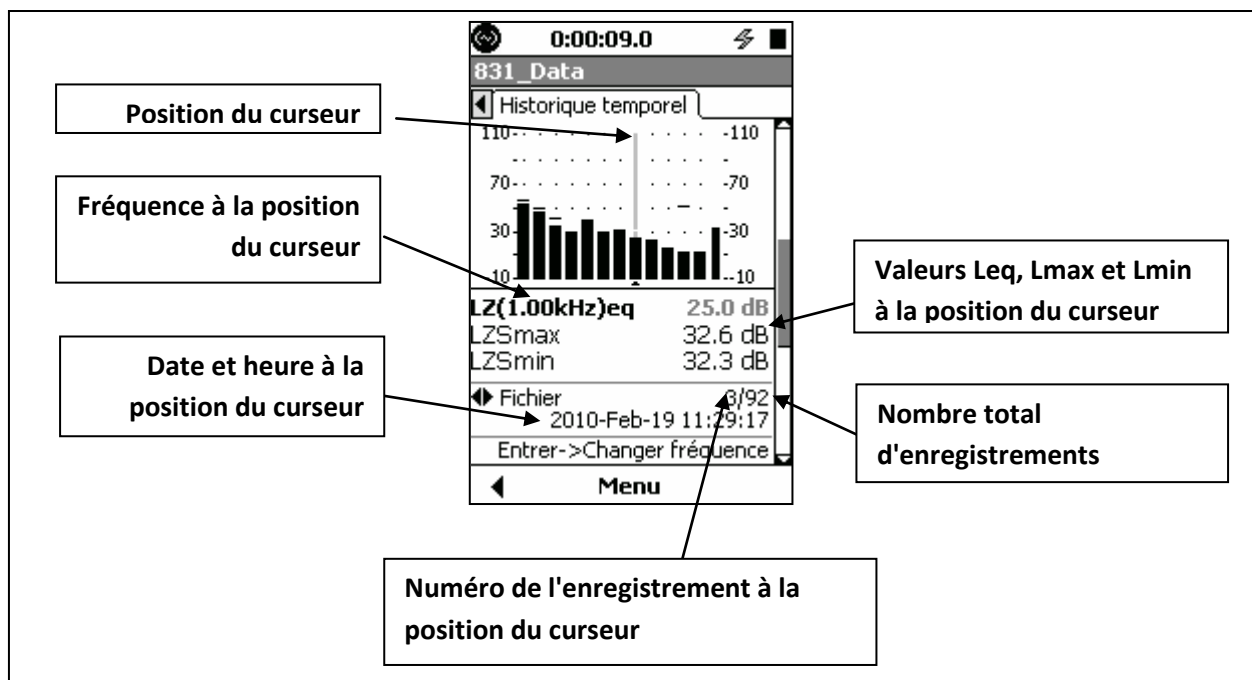 0:00:09.0
831_Data
Historique temporel
110 -110
70 -70
30 -30
10 -10
LZ(1.00kHz)eq 25.0 dB
LZSmax 32.6 dB
LZSmin 32.3 dB
Fichier 3/92
2010-Feb-19 11:29:17
Entrer->Changer fréquence
Menu
Position du curseur
Fréquence à la position
du curseur
Date et heure à la
position du curseur
Valeurs Leq, Lmax et Lmin
à la position du curseur
Nombre total
d'enregistrements
Numéro de l'enregistrement à la
position du curseur